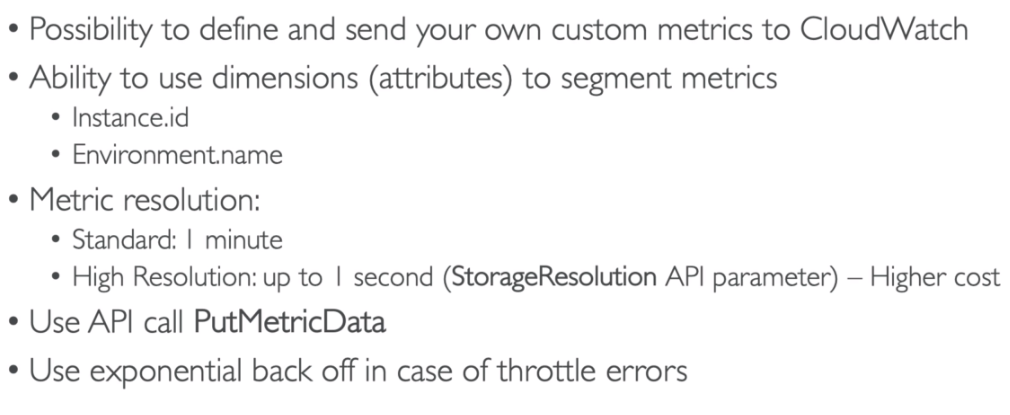 • Possibility to define and send your own custom metrics to CloudWatch
• Ability to use dimensions (attributes) to segment metrics
• Instance.id
• Environment.name
• Metric resolution:
• Standard: 1 minute
• High Resolution: up to 1 second (StorageResolution API parameter) – Higher cost
• Use API call PutMetricData
• Use exponential back off in case of throttle errors